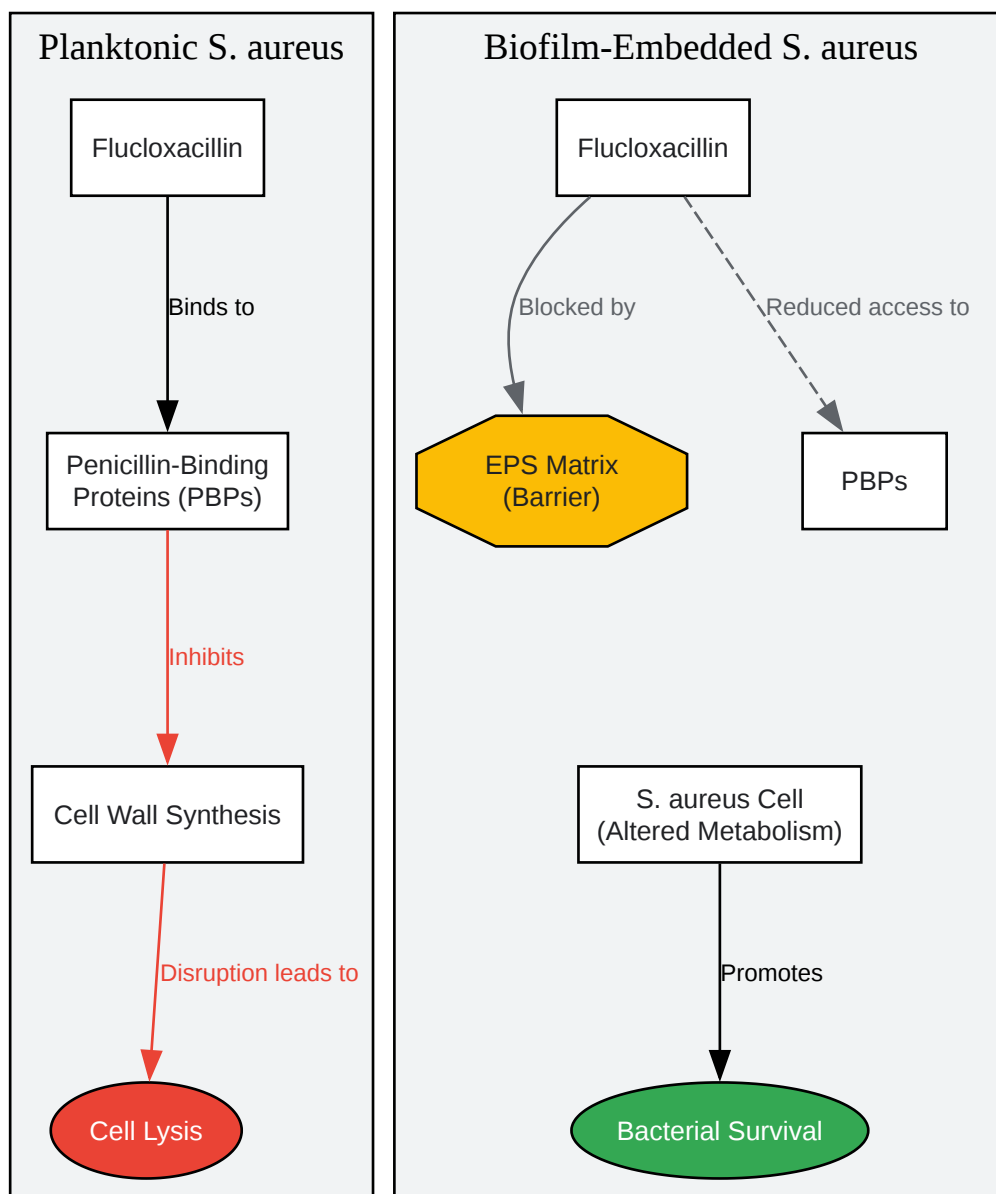 Planktonic S. aureus
Flucloxacillin
Binds to
Penicillin-Binding
Proteins (PBPs)
Inhibits
Cell Wall Synthesis
Disruption leads to
Cell Lysis
Biofilm-Embedded S. aureus
Flucloxacillin
Blocked by
Reduced access to
EPS Matrix
(Barrier)
PBPs
S. aureus Cell
(Altered Metabolism)
Promotes
Bacterial Survival